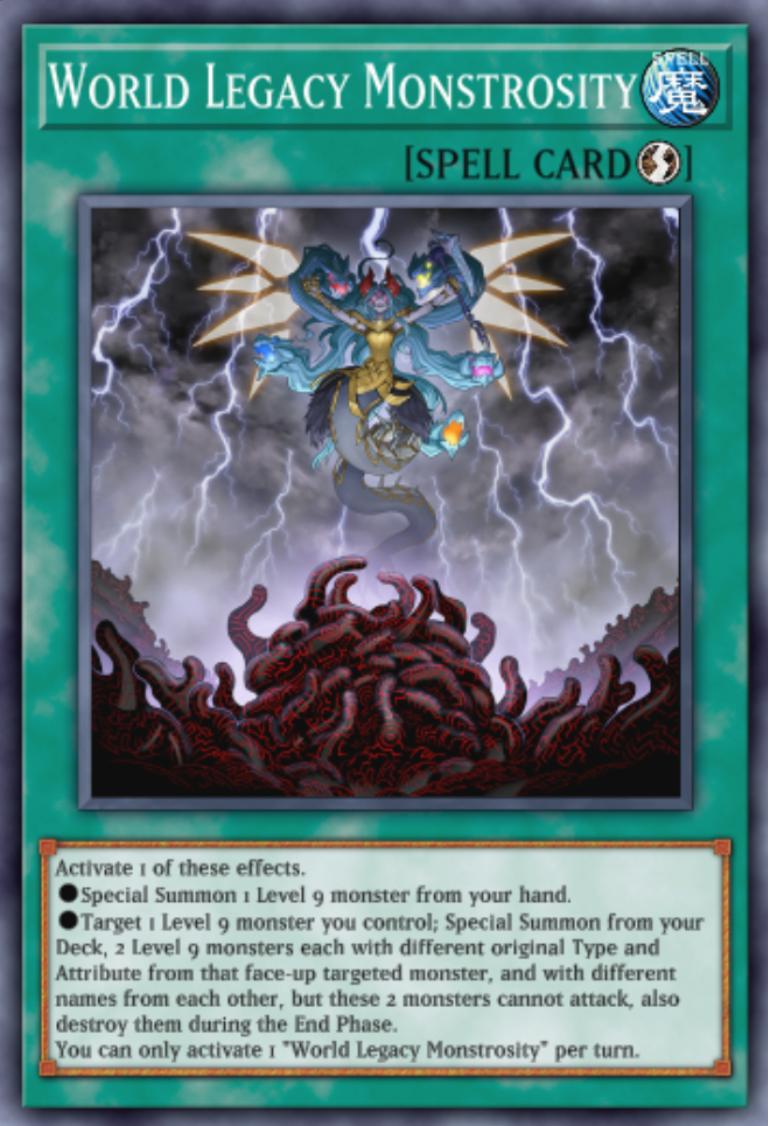 WORLD LEGACY MONSTROSITY
SPELL
魔
[SPELL CARD]
Activate 1 of these effects.
●Special Summon 1 Level 9 monster from your hand.
●Target 1 Level 9 monster you control; Special Summon from your
Deck, 2 Level 9 monsters each with different original Type and
Attribute from that face-up targeted monster, and with different
names from each other, but these 2 monsters cannot attack, also
destroy them during the End Phase.
You can only activate 1 "World Legacy Monstrosity" per turn.